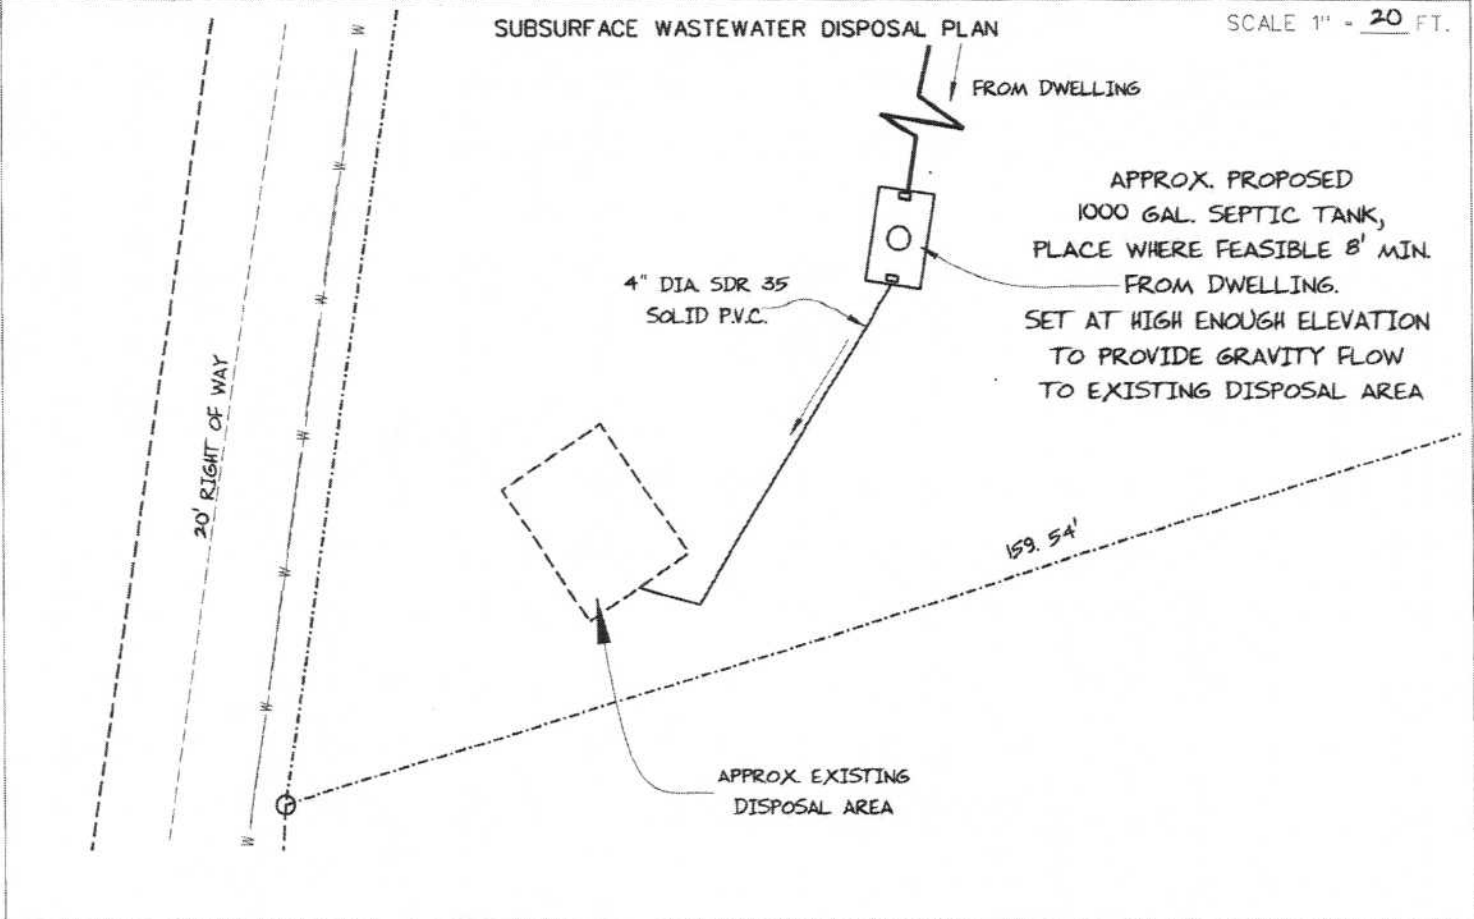 SUBSURFACE WASTEWATER DISPOSAL PLAN
SCALE 1" = 20 FT.
FROM DWELLING
APPROX. PROPOSED
1000 GAL. SEPTIC TANK,
PLACE WHERE FEASIBLE 8' MIN.
FROM DWELLING.
SET AT HIGH ENOUGH ELEVATION
TO PROVIDE GRAVITY FLOW
TO EXISTING DISPOSAL AREA
4" DIA. SDR 35
SOLID P.V.C.
20' RIGHT OF WAY
W
W
W
W
W
W
W
159.54'
APPROX. EXISTING
DISPOSAL AREA